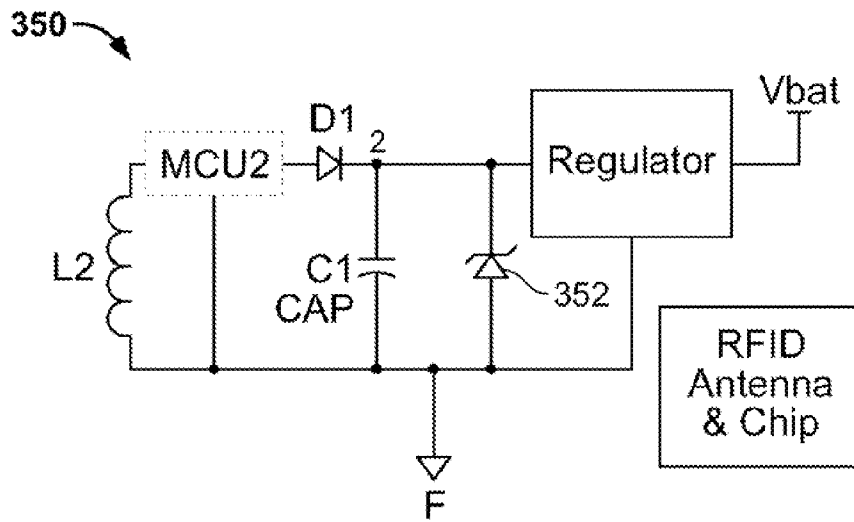 350
Vbat
D1
2
MCU2
Regulator
L2
C1
CAP
352
RFID
Antenna
& Chip
F